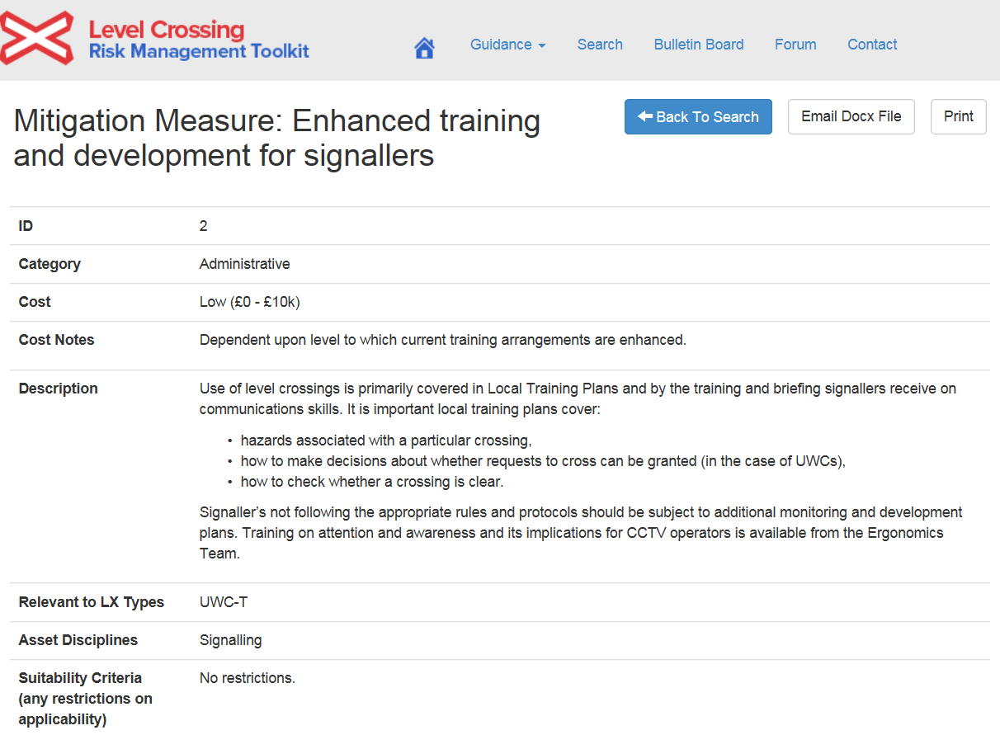 Level Crossing
Risk Management Toolkit
Guidance
Search
Bulletin Board
Forum
Contact
Mitigation Measure: Enhanced training
and development for signallers
Back To Search
Email Docx File
Print
ID
2
Category
Administrative
Cost
Low (£0 - £10k)
Cost Notes
Dependent upon level to which current training arrangements are enhanced.
Description
Use of level crossings is primarily covered in Local Training Plans and by the training and briefing signallers receive on
communications skills. It is important local training plans cover:
• hazards associated with a particular crossing,
• how to make decisions about whether requests to cross can be granted (in the case of UWCs),
• how to check whether a crossing is clear.
Signaller’s not following the appropriate rules and protocols should be subject to additional monitoring and development
plans. Training on attention and awareness and its implications for CCTV operators is available from the Ergonomics
Team.
Relevant to LX Types
UWC-T
Asset Disciplines
Signalling
Suitability Criteria
(any restrictions on
applicability)
No restrictions.